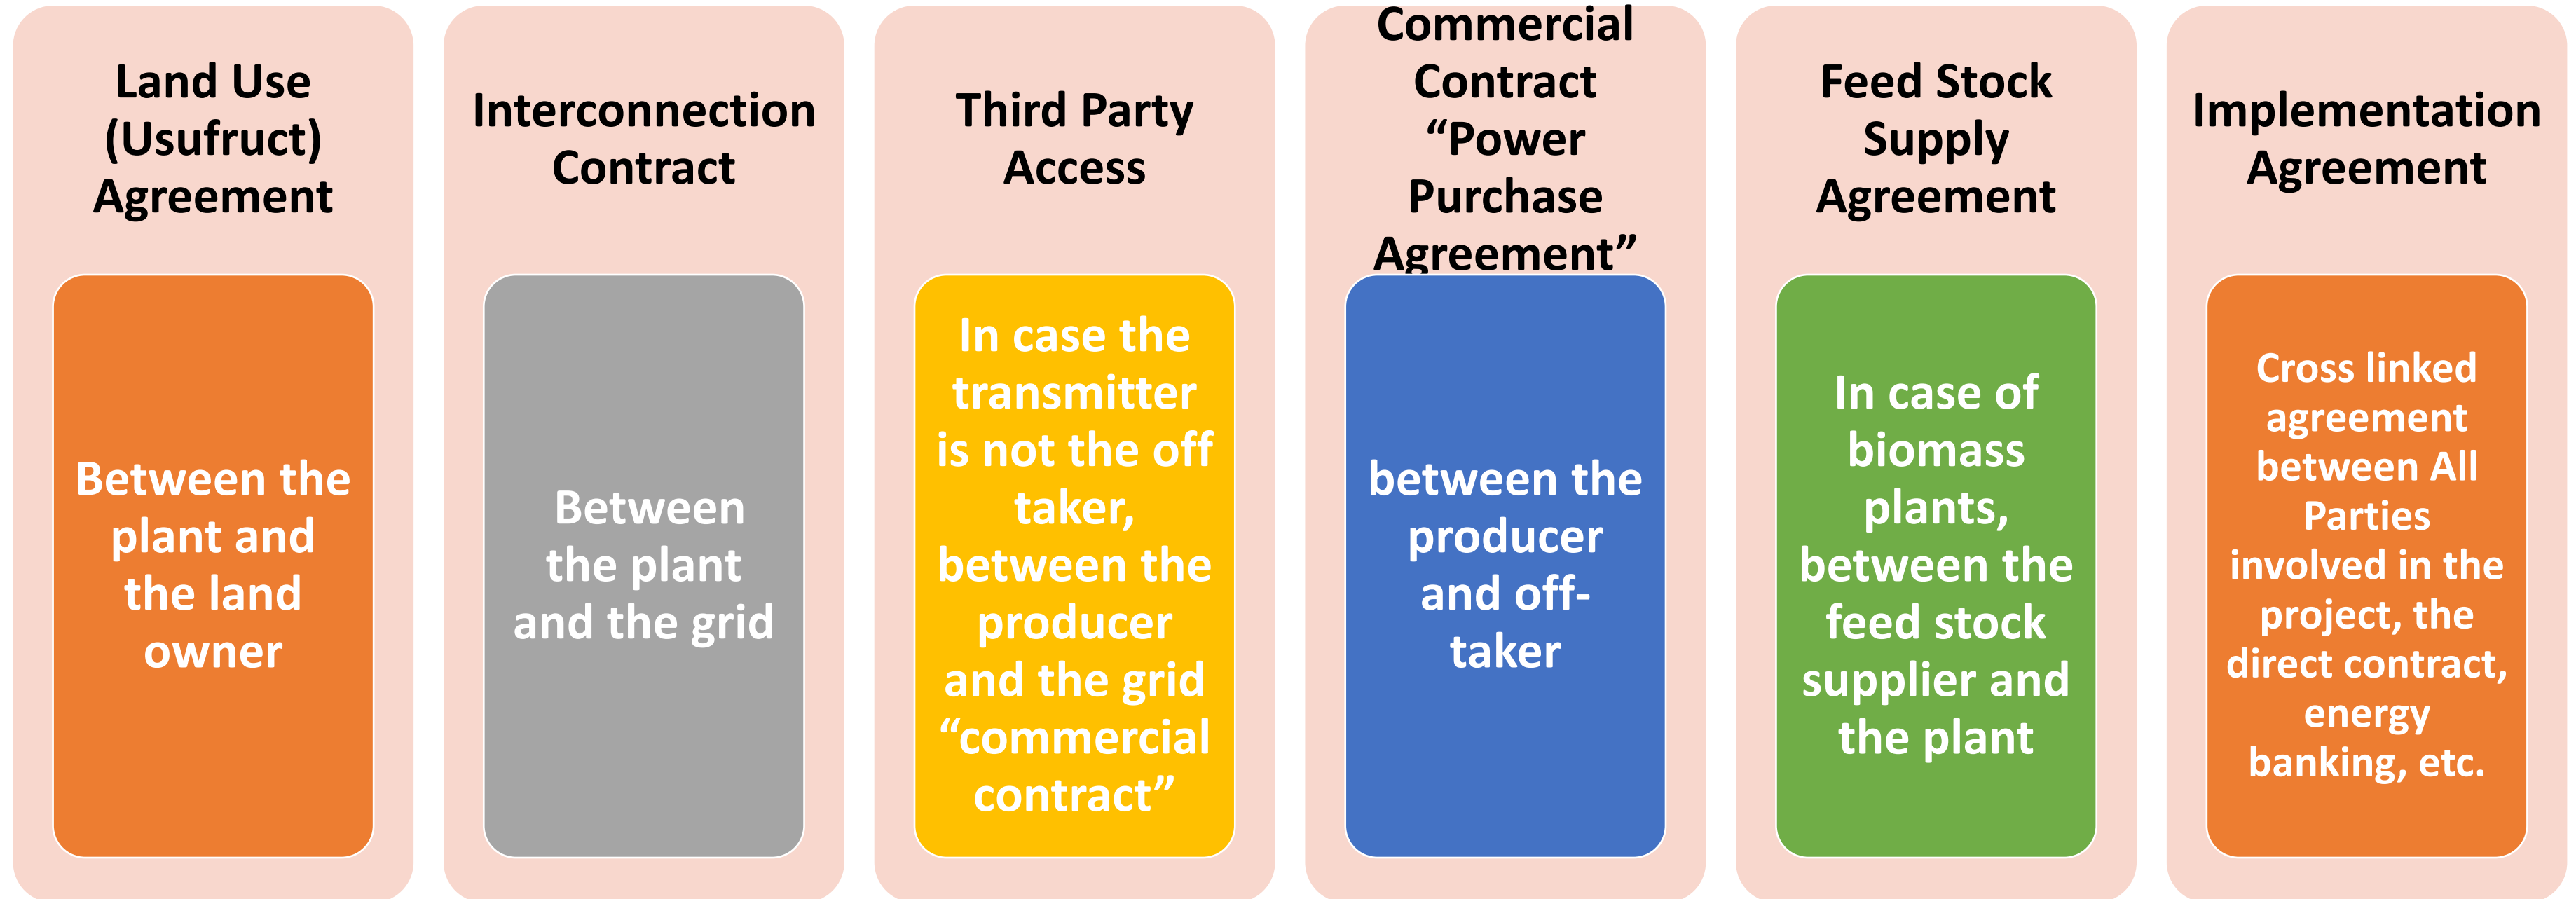 Land Use
(Usufruct)
Agreement
Between the
plant and
the land
owner
Interconnection
Contract
Between
the plant
and the grid
Third Party
Access
In case the
transmitter
is not the off
taker,
between the
producer
and the grid
“commercial
contract”
Commercial
Contract
“Power
Purchase
Agreement”
between the
producer
and off-
taker
Feed Stock
Supply
Agreement
In case of
biomass
plants,
between the
feed stock
supplier and
the plant
Implementation
Agreement
Cross linked
agreement
between All
Parties
involved in the
project, the
direct contract,
energy
banking, etc.